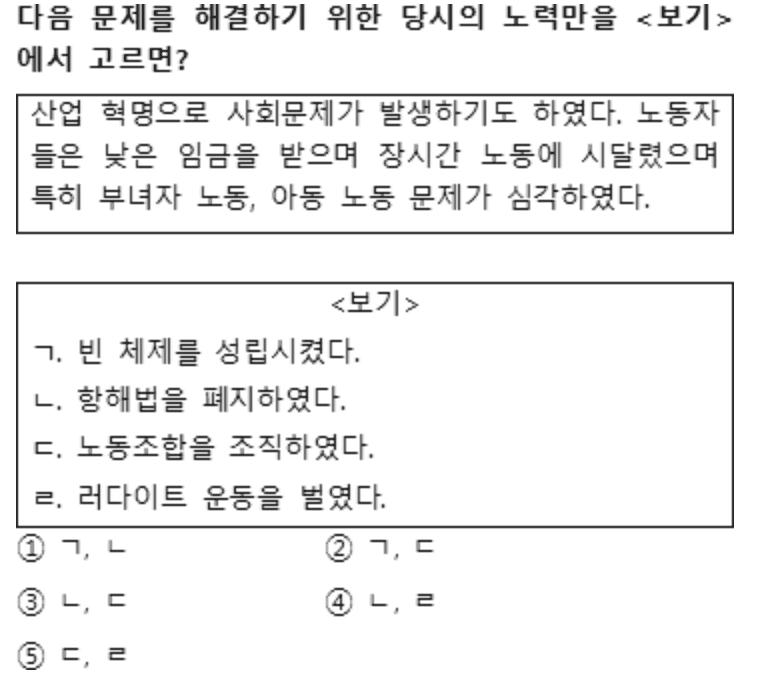 다음 문제를 해결하기 위한 당시의 노력만을 <보기>
에서 고르면?
산업 혁명으로 사회문제가 발생하기도 하였다. 노동자
들은 낮은 임금을 받으며 장시간 노동에 시달렸으며
특히 부녀자 노동, 아동 노동 문제가 심각하였다.
<보기>
ㄱ. 빈 체제를 성립시켰다.
ㄴ. 항해법을 폐지하였다.
ㄷ. 노동조합을 조직하였다.
ㄹ. 러다이트 운동을 벌였다.
① ㄱ, ㄴ ② ㄱ, ㄷ
③ ㄴ, ㄷ ④ ㄴ, ㄹ
⑤ ㄷ, ㄹ